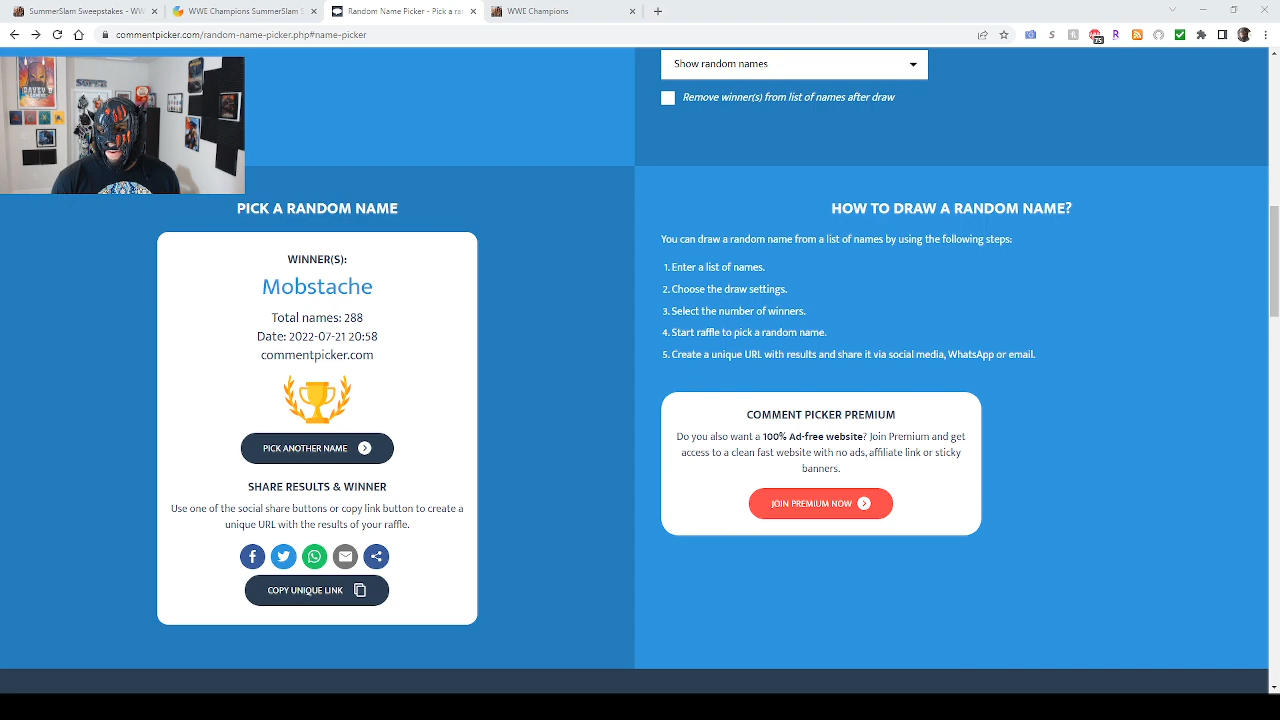 SummerSlam Sweepstakes - WW
WWE Champions SummerSlam S
Random Name Picker - Pick a ra
WWE Champions
commentpicker.com/random-name-picker.php#name-picker
75
Show random names
Remove winner(s) from list of names after draw
PICK A RANDOM NAME
WINNER(S):
Mobstache
Total names: 288
Date: 2022-07-21 20:58
commentpicker.com
PICK ANOTHER NAME
SHARE RESULTS & WINNER
Use one of the social share buttons or copy link button to create a
unique URL with the results of your raffle.
COPY UNIQUE LINK
HOW TO DRAW A RANDOM NAME?
You can draw a random name from a list of names by using the following steps:
1. Enter a list of names.
2. Choose the draw settings.
3. Select the number of winners.
4. Start raffle to pick a random name.
5. Create a unique URL with results and share it via social media, WhatsApp or email.
COMMENT PICKER PREMIUM
Do you also want a 100% Ad-free website? Join Premium and get
access to a clean fast website with no ads, affiliate link or sticky
banners.
JOIN PREMIUM NOW